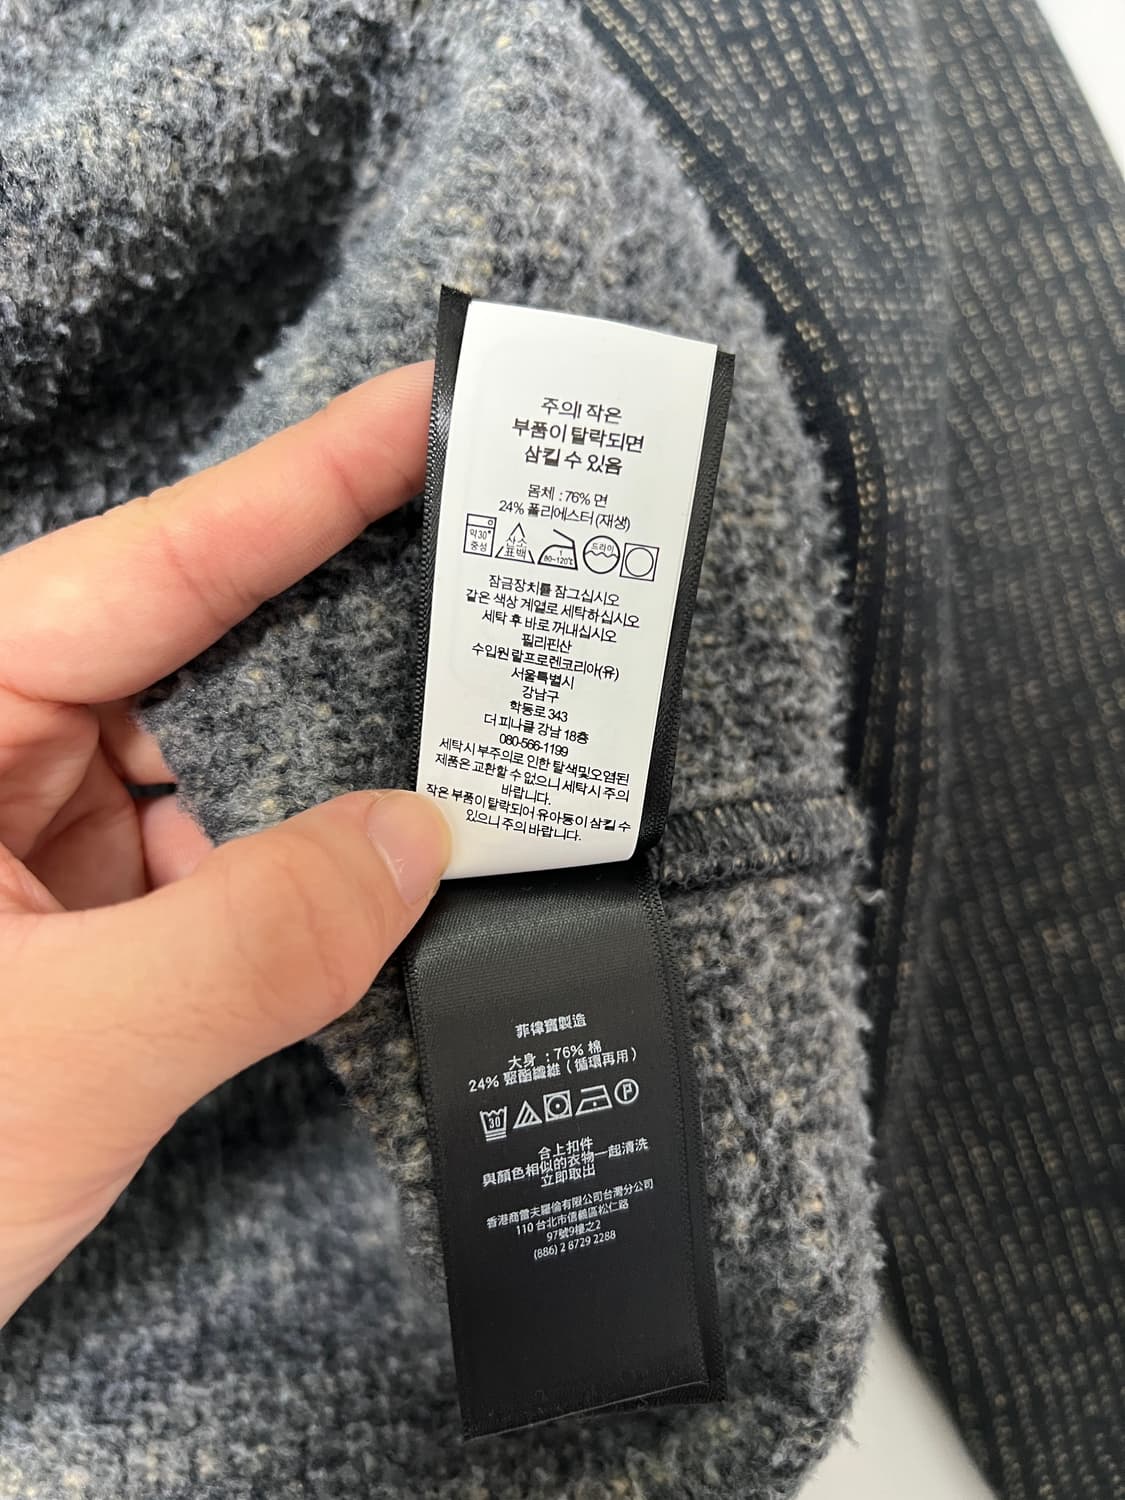 주의! 작은
부품이 탈락되면
삼킬 수 있음
몸체 : 76% 면
24% 폴리에스터 (재생)
약30°
중성
산소
표백
80~120℃
드라이
잠금장치를 잠그십시오
같은 색상 계열로 세탁하십시오
세탁 후 바로 꺼내십시오
필리핀산
수입원 랄프로렌코리아(유)
서울특별시
강남구
학동로 343
더 피나클 강남 18층
080-566-1199
세탁시 부주의로 인한 탈색및오염된
제품은 교환할 수 없으니 세탁시 주의
바랍니다.
작은 부품이 탈락되어 유아동이 삼킬 수
있으니 주의 바랍니다.
菲律賓製造
大身 : 76% 棉
24% 聚酯纖維 ( 循環再用 )
30
P
合上扣件
與顏色相似的衣物一起清洗
立即取出
香港商雷夫羅倫有限公司台灣分公司
110 台北市信義區松仁路
97號9樓之2
(886) 2 8729 2288